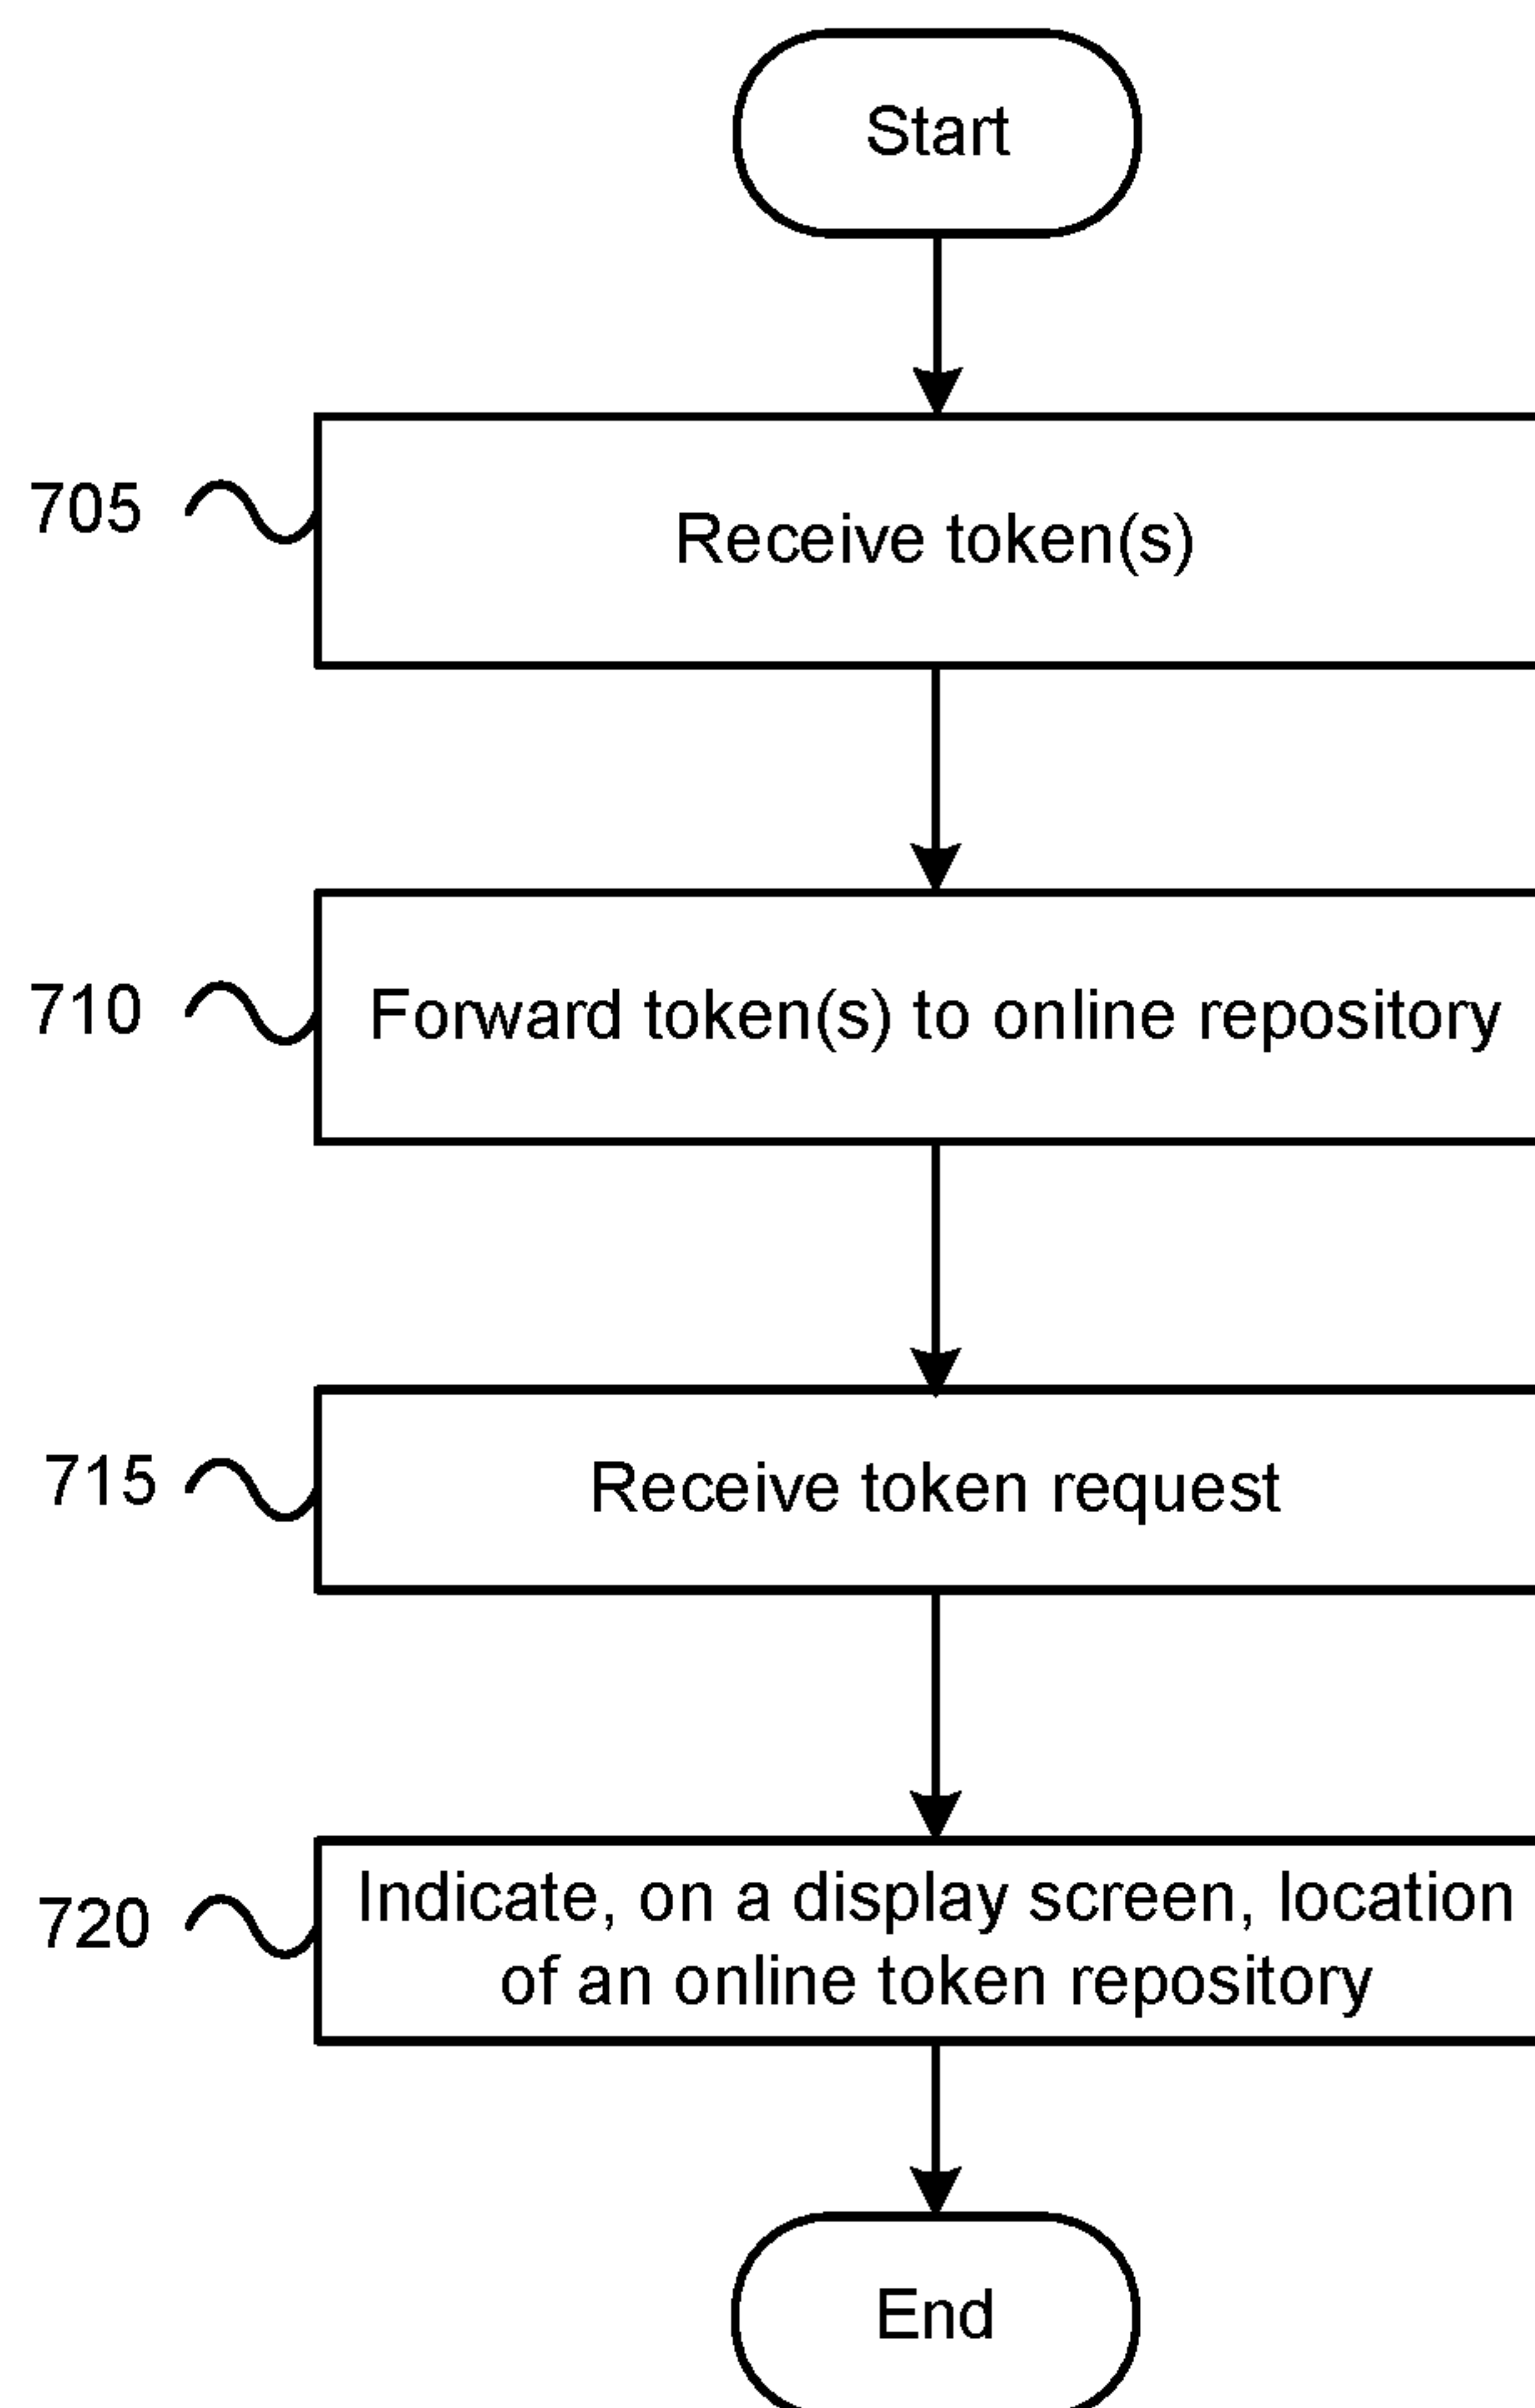 Start
705
Receive token(s)
710
Forward token(s) to online repository
715
Receive token request
720
Indicate, on a display screen, location
of an online token repository
End